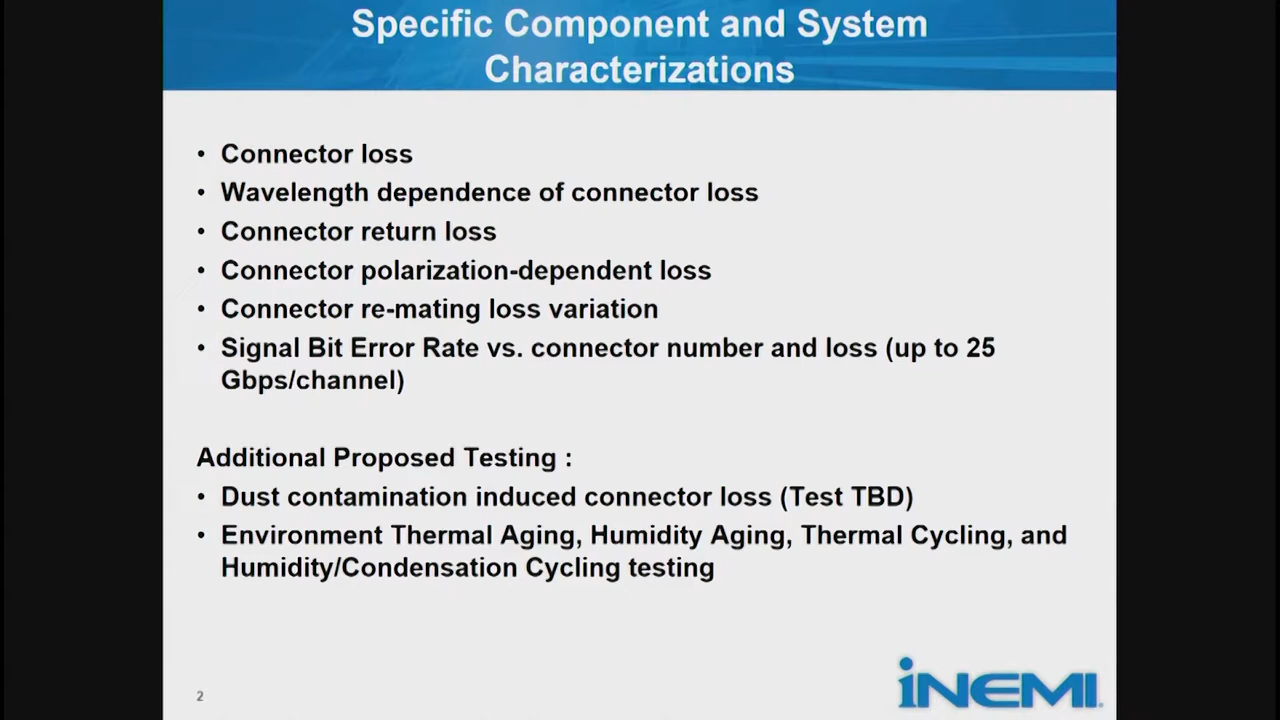 Specific Component and System
Characterizations
• Connector loss
• Wavelength dependence of connector loss
• Connector return loss
• Connector polarization-dependent loss
• Connector re-mating loss variation
• Signal Bit Error Rate vs. connector number and loss (up to 25
Gbps/channel)
Additional Proposed Testing :
• Dust contamination induced connector loss (Test TBD)
• Environment Thermal Aging, Humidity Aging, Thermal Cycling, and
Humidity/Condensation Cycling testing
2
iNEMI